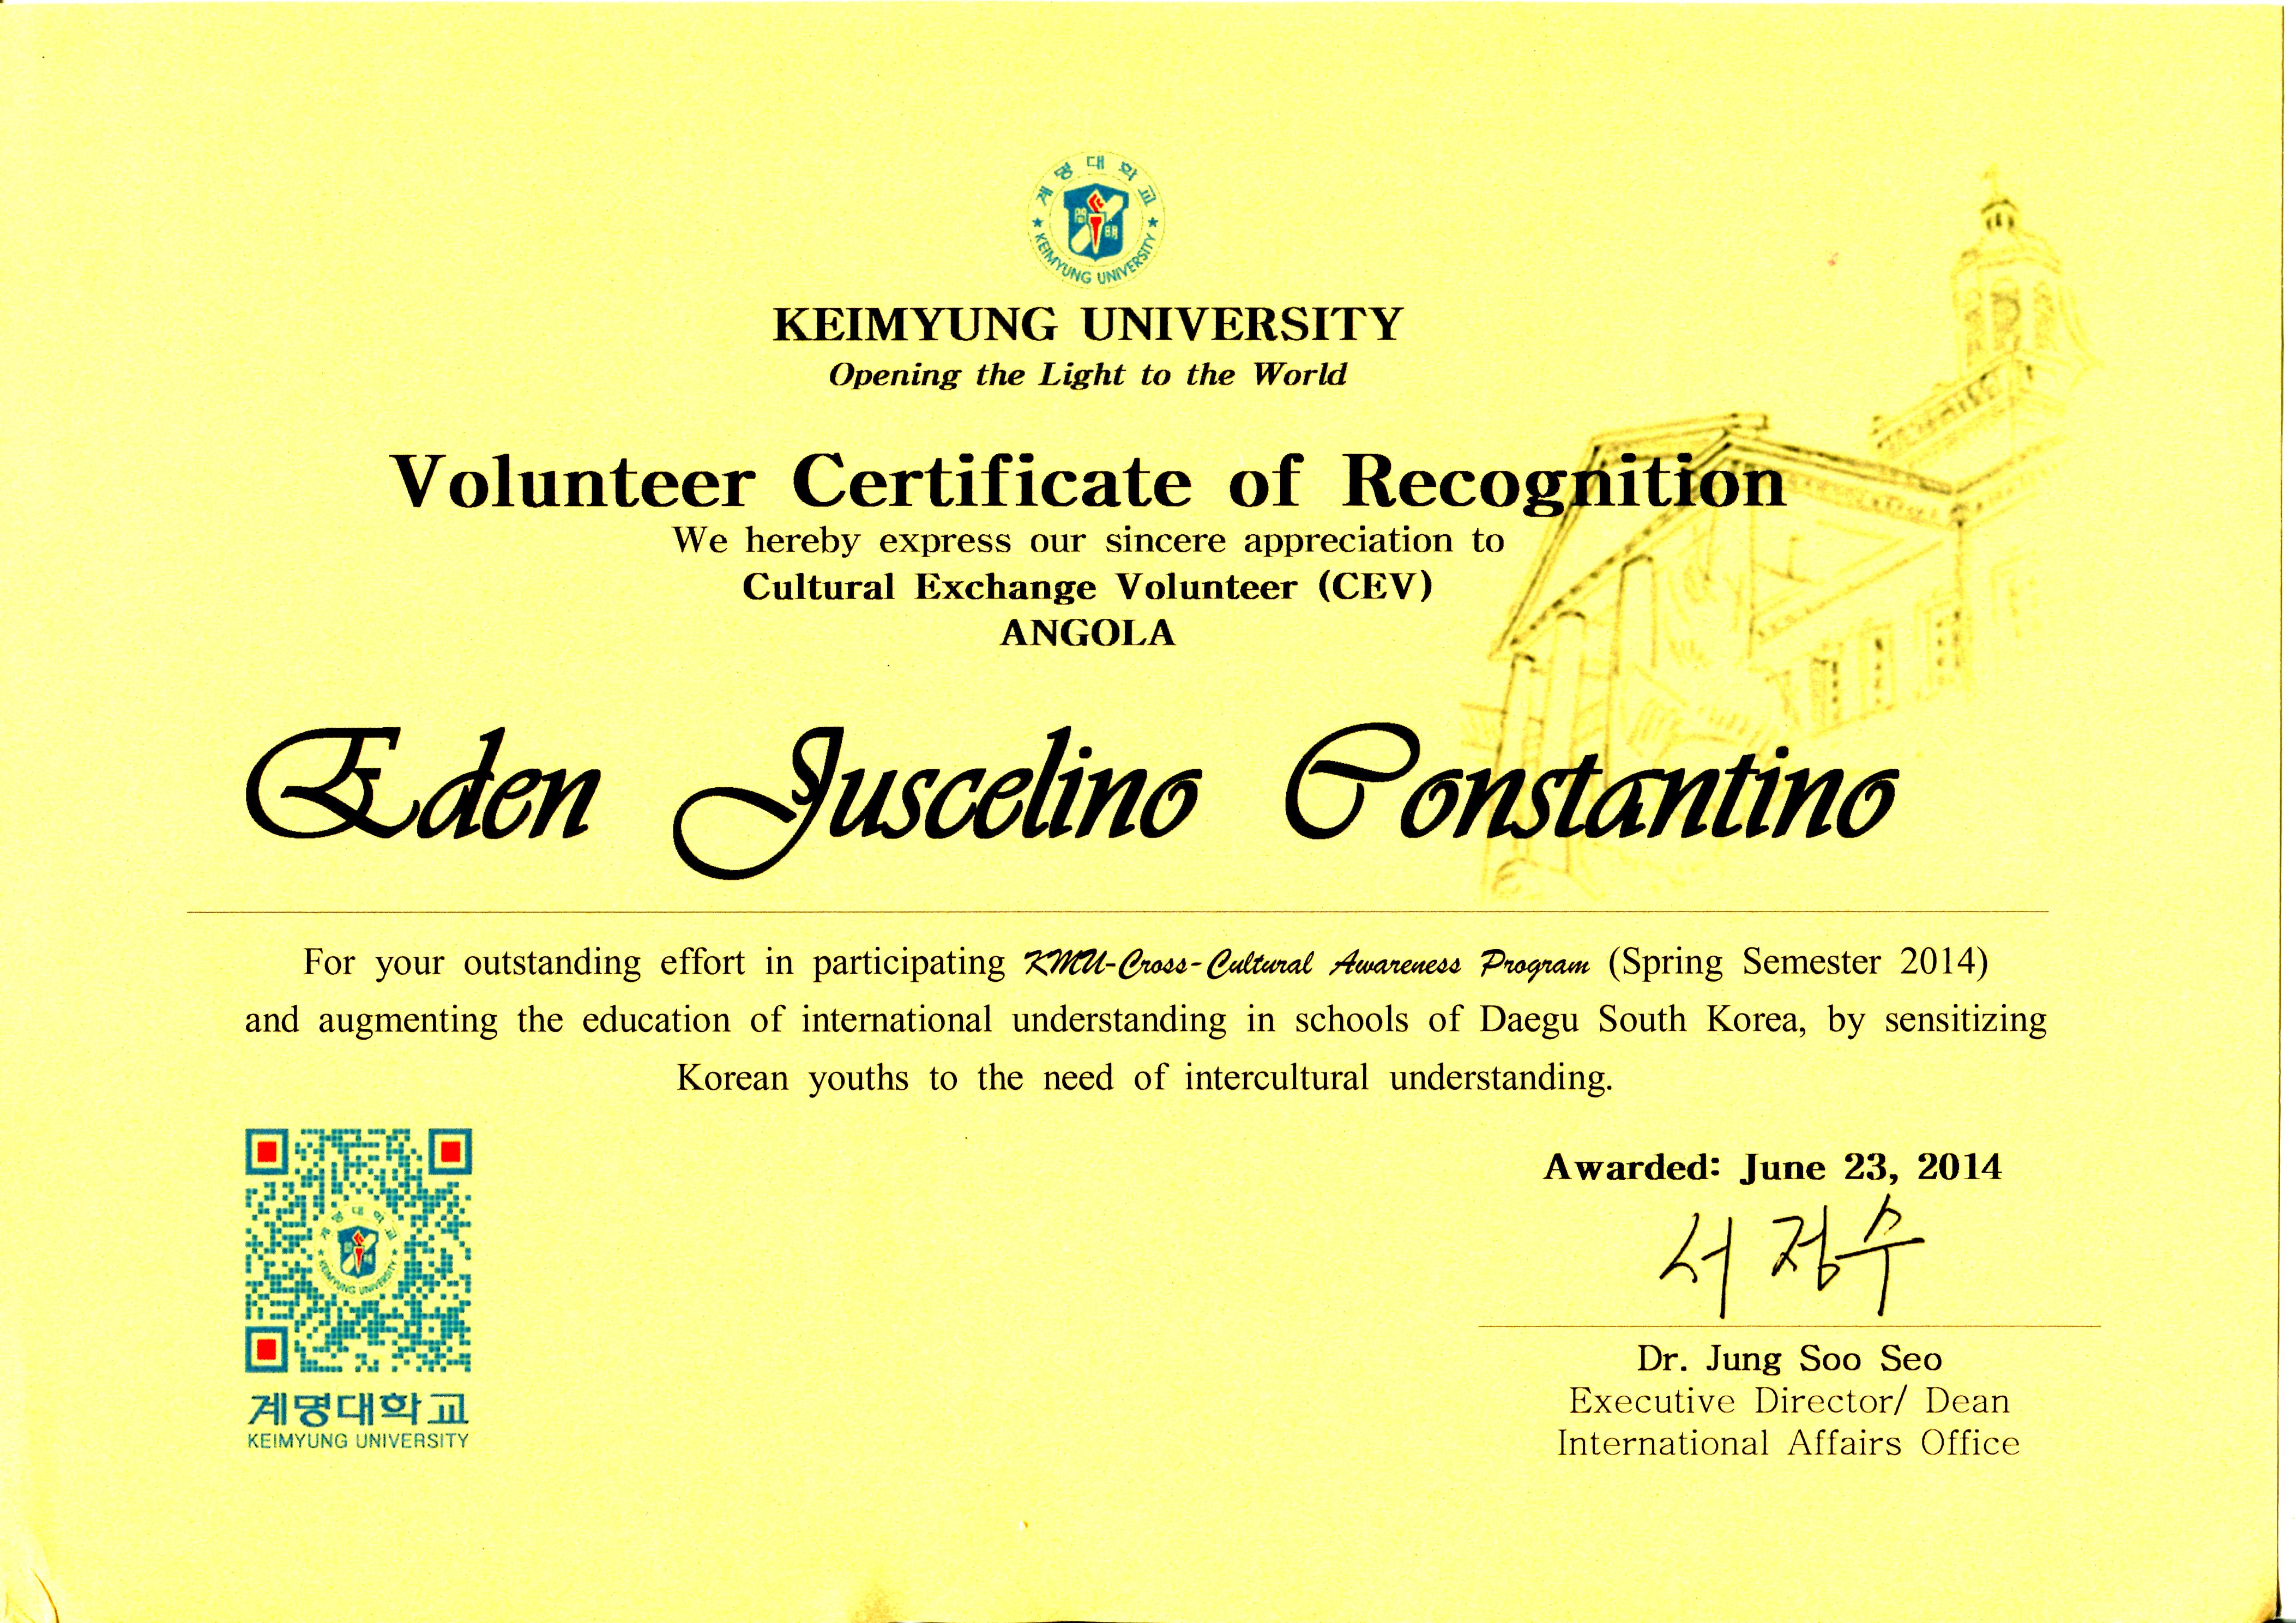 계명대학교
KEIMYUNG UNIVERSITY
KEIMYUNG UNIVERSITY
Opening the Light to the World
Volunteer Certificate of Recognition
We hereby express our sincere appreciation to
Cultural Exchange Volunteer (CEV)
ANGOLA
Eden Juscelino Constantino
For your outstanding effort in participating KMU-Cross-Cultural Awareness Program (Spring Semester 2014)
and augmenting the education of international understanding in schools of Daegu South Korea, by sensitizing
Korean youths to the need of intercultural understanding.
Awarded: June 23, 2014
서정수
Dr. Jung Soo Seo
Executive Director/ Dean
International Affairs Office
계명대학교
KEIMYUNG UNIVERSITY
계명대학교
KEIMYUNG UNIVERSITY